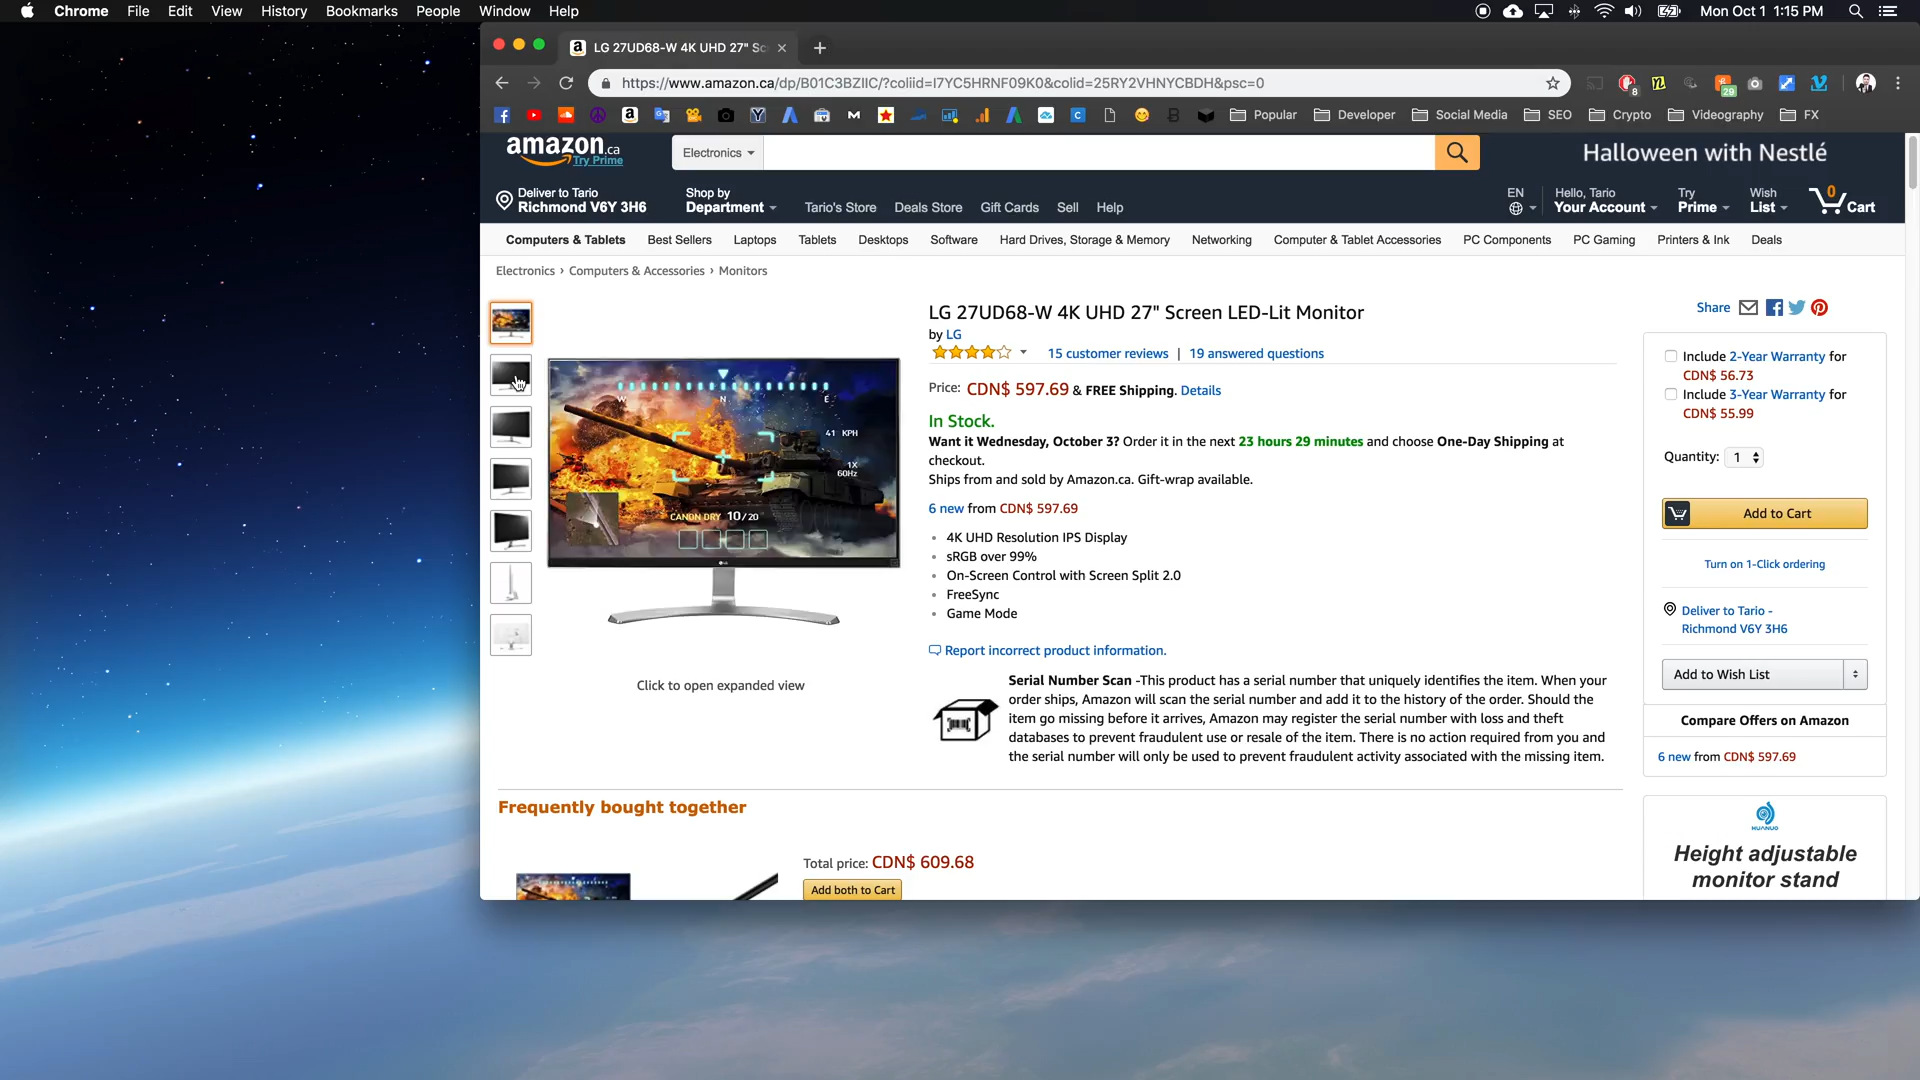 Chrome File Edit View History Bookmarks People Window Help
Mon Oct 1 1:15 PM
LG 27UD68-W 4K UHD 27" Sc
https://www.amazon.ca/dp/B01C3BZIIC/?coliid=I7YC5HRNF09K0&colid=25RY2VHNYCBDH&psc=0
8
29
Popular Developer Social Media SEO Crypto Videography FX
amazon.ca
Try Prime
Electronics
Halloween with Nestlé
Deliver to Tario
Richmond V6Y 3H6
Shop by
Department
Tario's Store Deals Store Gift Cards Sell Help
EN
Hello, Tario
Your Account
Try
Prime
Wish
List
0
Cart
Computers & Tablets Best Sellers Laptops Tablets Desktops Software Hard Drives, Storage & Memory Networking Computer & Tablet Accessories PC Components PC Gaming Printers & Ink Deals
Electronics › Computers & Accessories › Monitors
W N E
41 KPH
1X
60Hz
CANON DRY 10/20
Click to open expanded view
LG 27UD68-W 4K UHD 27" Screen LED-Lit Monitor
by LG
15 customer reviews | 19 answered questions
Price: CDN$ 597.69 & FREE Shipping. Details
In Stock.
Want it Wednesday, October 3? Order it in the next 23 hours 29 minutes and choose One-Day Shipping at
checkout.
Ships from and sold by Amazon.ca. Gift-wrap available.
6 new from CDN$ 597.69
• 4K UHD Resolution IPS Display
• sRGB over 99%
• On-Screen Control with Screen Split 2.0
• FreeSync
• Game Mode
Report incorrect product information.
Serial Number Scan -This product has a serial number that uniquely identifies the item. When your
order ships, Amazon will scan the serial number and add it to the history of the order. Should the
item go missing before it arrives, Amazon may register the serial number with loss and theft
databases to prevent fraudulent use or resale of the item. There is no action required from you and
the serial number will only be used to prevent fraudulent activity associated with the missing item.
Share
Include 2-Year Warranty for
CDN$ 56.73
Include 3-Year Warranty for
CDN$ 55.99
Quantity: 1
Add to Cart
Turn on 1-Click ordering
Deliver to Tario -
Richmond V6Y 3H6
Add to Wish List
Compare Offers on Amazon
6 new from CDN$ 597.69
HUANUO
Height adjustable
monitor stand
Frequently bought together
Total price: CDN$ 609.68
Add both to Cart